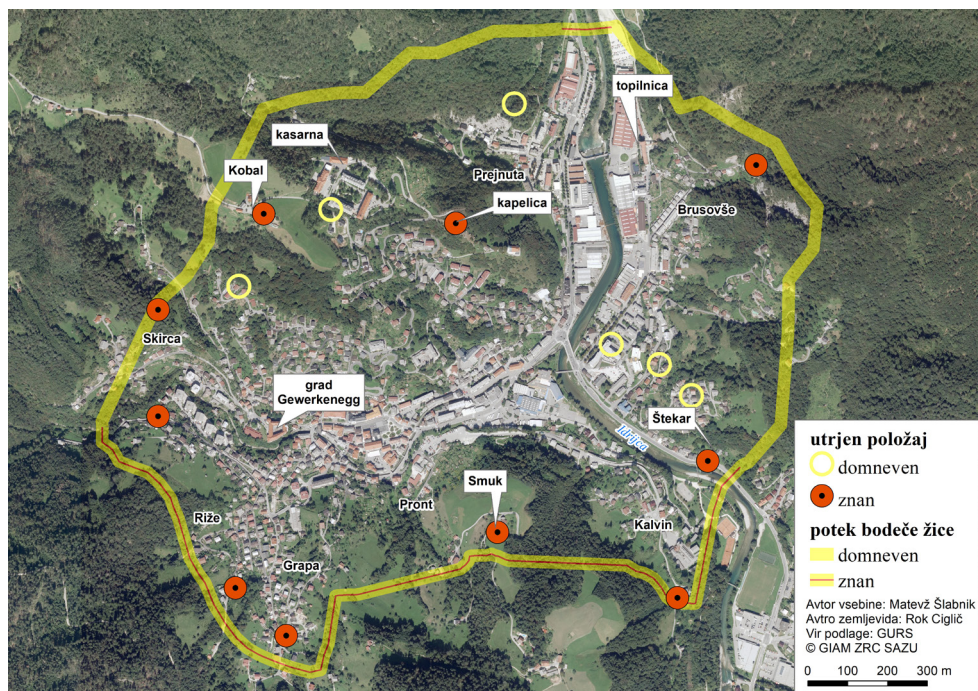 topilnica
kasarna
Prejnuta
Kobal
kapelica
Brusovše
Skirca
grad
Gewerkenegg
Štekar
Idrijca
Smuk
Pront
Kalvin
Riže
Grapa
utrjen položaj
domneven
znan
potek bodeče žice
domneven
znan
Avtor vsebine: Matevž Šlabnik
Avtro zemljevida: Rok Ciglič
Vir podlage: GURS
© GIAM ZRC SAZU
0 100 200 300 m